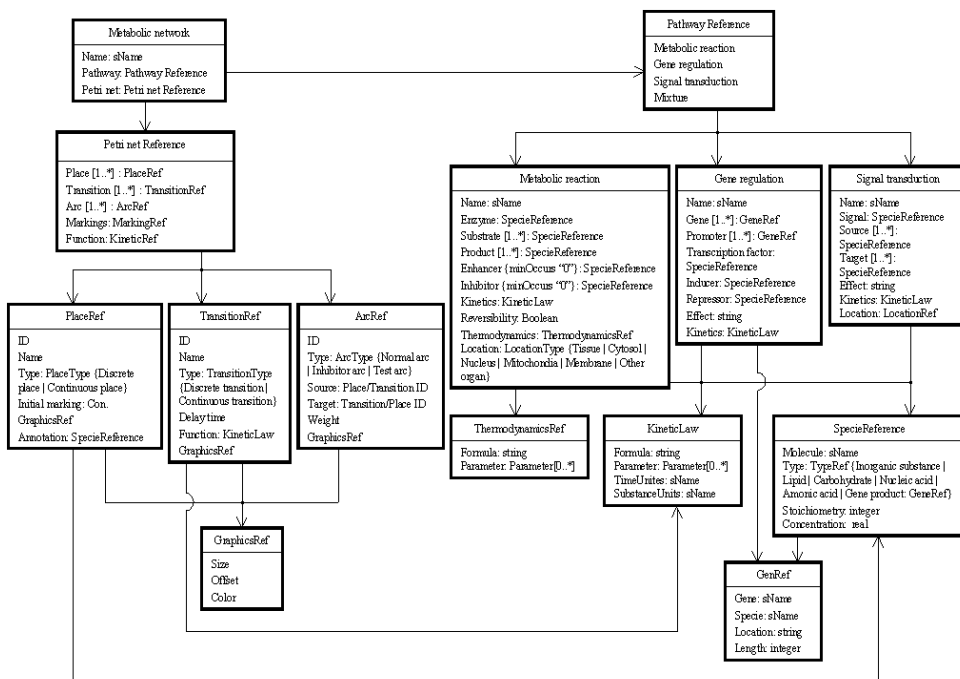 Metabolic network
Name: sName
Pathway: Pathway Reference
Petri net: Petri net Reference
Pathway Reference
Metabolic reaction
Gene regulation
Signal transduction
Mixture
Petri net Reference
Place [1..*] : PlaceRef
Transition [1..*] : TransitionRef
Arc [1..*] : ArcRef
Markings: MarkingRef
Function: KineticRef
Metabolic reaction
Name: sName
Enzyme: SpecieReference
Substrate [1..*] : SpecieReference
Product [1..*] : SpecieReference
Enhancer {minOccurs “0”} : SpecieReference
Inhibitor {minOccurs “0”} : SpecieReference
Kinetics: KineticLaw
Reversibility: Boolean
Thermodynamics: ThermodynamicsRef
Location: LocationType {Tissue | Cytosol |
Nucleus | Mitochondia | Membrane | Other
organ}
Gene regulation
Name: sName
Gene [1..*] : GeneRef
Promoter [1..*] : GeneRef
Transcription factor:
SpecieReference
Inducer: SpecieReference
Repressor: SpecieReference
Effect: string
Kinetics: KineticLaw
Signal transduction
Name: sName
Signal: SpecieReference
Source [1..*] :
SpecieReference
Target [1..*] :
SpecieReference
Effect: string
Kinetics: KineticLaw
Location: LocationRef
PlaceRef
ID
Name
Type: PlaceType {Discrete
place | Continuous place}
Initial marking: Con.
GraphicsRef
Annotation: SpecieReference
TransitionRef
ID
Name
Type: TransitionType
{Discrete transition |
Continuous transition}
Delay time
Function: KineticLaw
GraphicsRef
ArcRef
ID
Type: ArcType {Normal arc
| Inhibitor arc | Test arc}
Source: Place/Transition ID
Target: Transition/Place ID
Weight
GraphicsRef
ThermodynamicsRef
Formula: string
Parameter: Parameter[0..*]
KineticLaw
Formula: string
Parameter: Parameter[0..*]
TimeUnites: sName
SubstanceUnits: sName
SpecieReference
Molecule: sName
Type: TypeRef {Inorganic substance |
Lipid | Carbohydrate | Nucleic acid |
Amonic acid | Gene product: GeneRef}
Stoichiometry: integer
Concentration: real
GraphicsRef
Size
Offset
Color
GenRef
Gene: sName
Specie: sName
Location: string
Length: integer